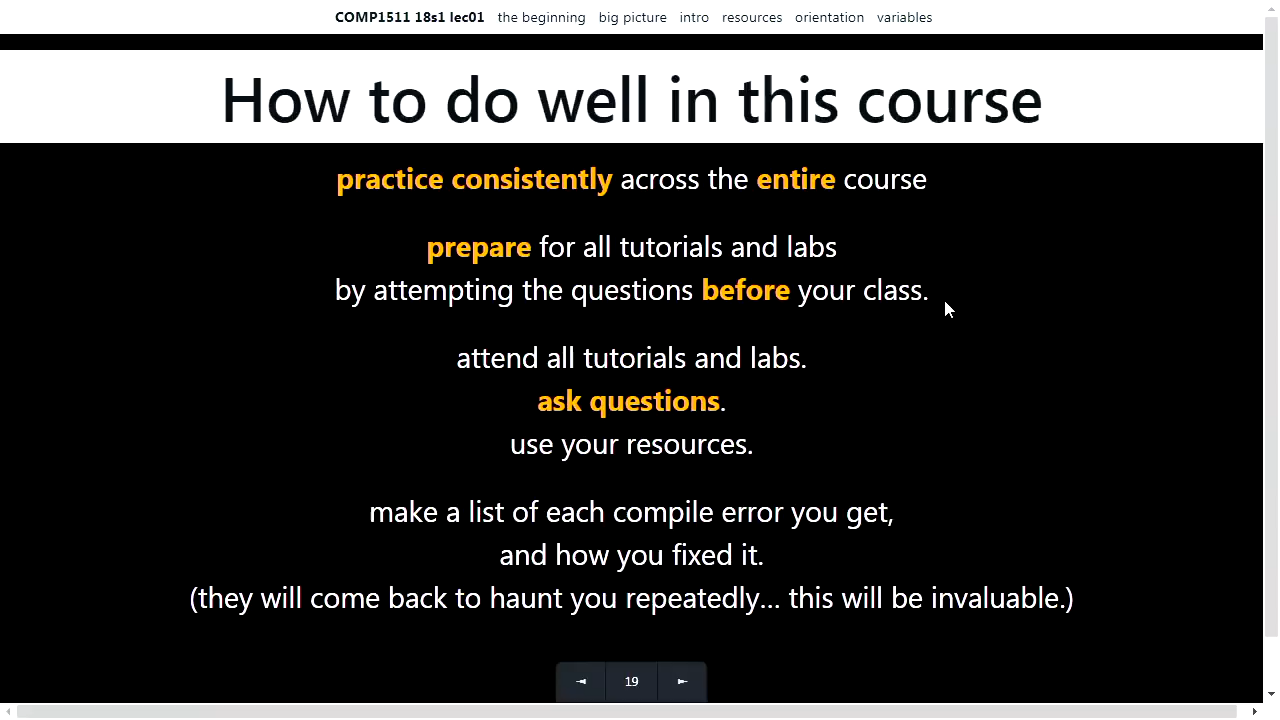 COMP1511 18s1 lec01 the beginning big picture intro resources orientation variables
How to do well in this course
practice consistently across the entire course
prepare for all tutorials and labs
by attempting the questions before your class.
attend all tutorials and labs.
ask questions.
use your resources.
make a list of each compile error you get,
and how you fixed it.
(they will come back to haunt you repeatedly... this will be invaluable.)
19